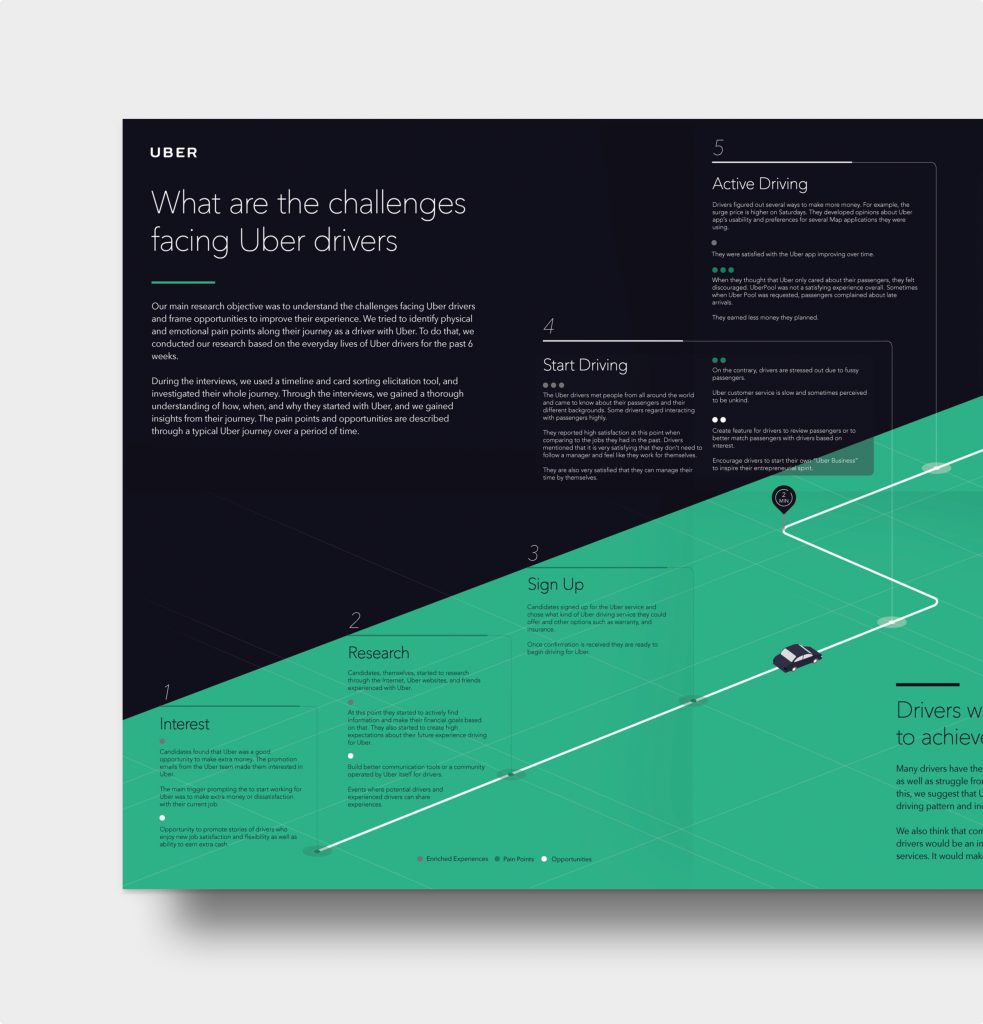 UBER
What are the challenges
facing Uber drivers
Our main research objective was to understand the challenges facing Uber drivers
and frame opportunities to improve their experience. We tried to identify physical
and emotional pain points along their journey as a driver with Uber. To do that, we
conducted our research based on the everyday lives of Uber drivers for the past 6
weeks.
During the interviews, we used a timeline and card sorting elicitation tool, and
investigated their whole journey. Through the interviews, we gained a thorough
understanding of how, when, and why they started with Uber, and we gained
insights from their journey. The pain points and opportunities are described
through a typical Uber journey over a period of time.
1
Interest
Candidates found that Uber was a good
opportunity to make extra money. The promotion
emails from the Uber team made them interested in
Uber.
The main trigger prompting the to start working for
Uber was to make extra money or dissatisfaction
with their current job.
Opportunity to promote stories of drivers who
enjoy new job satisfaction and flexibility as well as
ability to earn extra cash.
2
Research
Candidates, themselves, started to research
through the Internet, Uber websites, and friends
experienced with Uber.
At this point they started to actively find
information and make their financial goals based
on that. They also started to create high
expectations about their future experience driving
for Uber.
Build better communication tools or a community
operated by Uber itself for drivers.
Events where potential drivers and
experienced drivers can share
experiences.
3
Sign Up
Candidates signed up for the Uber service and
chose what kind of Uber driving service they could
offer and other options such as warranty, and
insurance.
Once confirmation is received they are ready to
begin driving for Uber.
4
Start Driving
The Uber drivers met people from all around the world
and came to know about their passengers and their
different backgrounds. Some drivers regard interacting
with passengers highly.
They reported high satisfaction at this point when
comparing to the jobs they had in the past. Drivers
mentioned that it is very satisfying that they don't need to
follow a manager and feel like they work for themselves.
They are also very satisfied that they can manage their
time by themselves.
On the contrary, drivers are stressed out due to fussy
passengers.
Uber customer service is slow and sometimes perceived
to be unkind.
Create feature for drivers to review passengers or to
better match passengers with drivers based on
interest.
Encourage drivers to start their own "Uber Business"
to inspire their entrepreneurial spirit.
5
Active Driving
Drivers figured out several ways to make more money. For example, the
surge price is higher on Saturdays. They developed opinions about Uber
app's usability and preferences for several Map applications they were
using.
They were satisfied with the Uber app improving over time.
When they thought that Uber only cared about their passengers, they felt
discouraged. UberPool was not a satisfying experience overall. Sometimes
when Uber Pool was requested, passengers complained about late
arrivals.
They earned less money they planned.
2
MIN
Drivers w
to achieve
Many drivers have the
as well as struggle fro
this, we suggest that U
driving pattern and inc
We also think that com
drivers would be an in
services. It would mak
Enriched Experiences Pain Points Opportunities